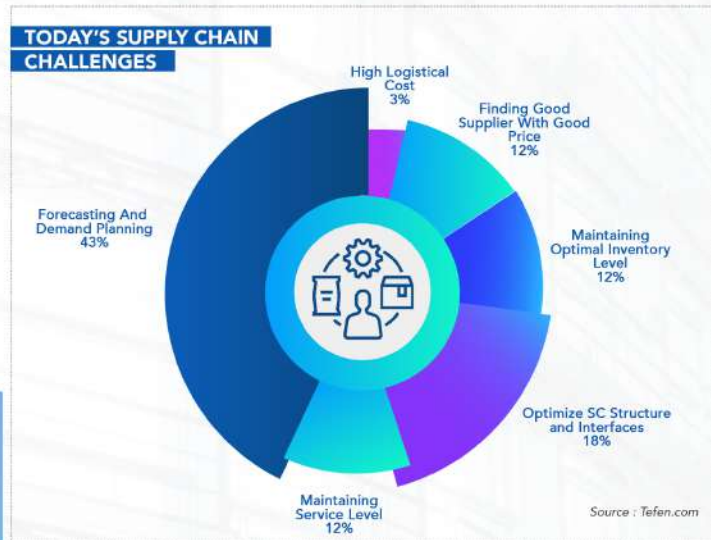 TODAY'S SUPPLY CHAIN
CHALLENGES
High Logistical
Cost
3%
Finding Good
Supplier With Good
Price
12%
Maintaining
Optimal Inventory
Level
12%
Optimize SC Structure
and Interfaces
18%
Maintaining
Service Level
12%
Forecasting And
Demand Planning
43%
Source : Tefen.com